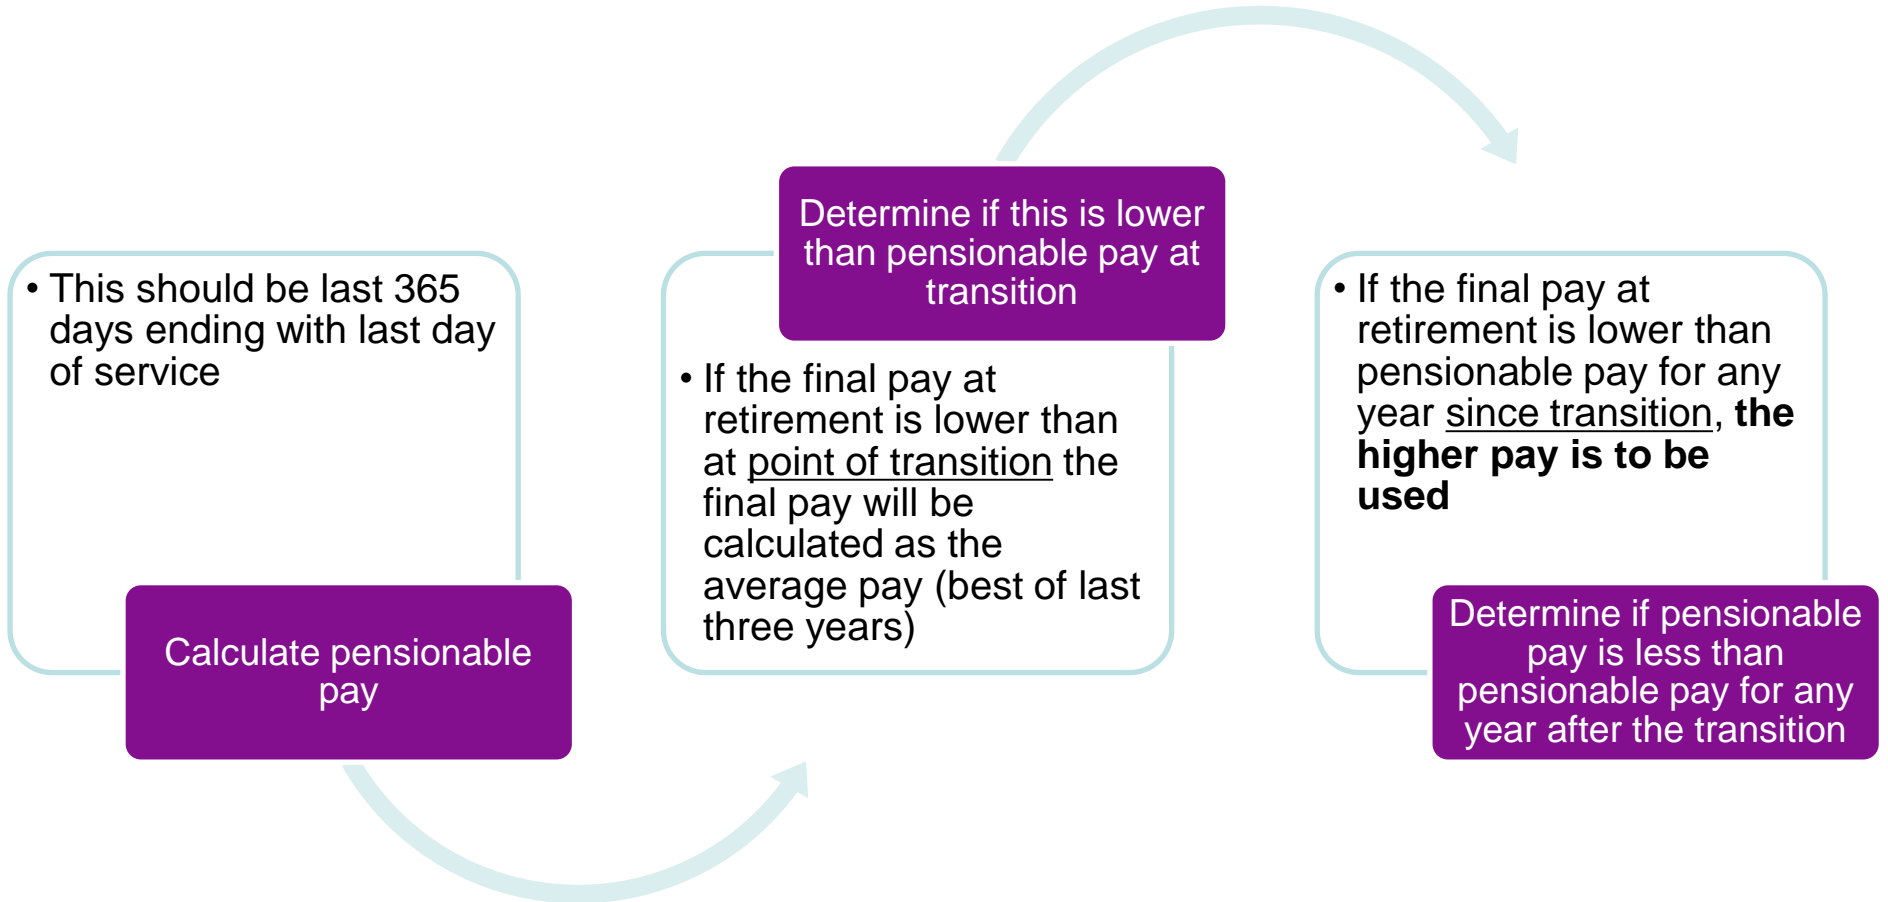 • This should be last 365
days ending with last day
of service
Calculate pensionable
pay
Determine if this is lower
than pensionable pay at
transition
• If the final pay at
retirement is lower than
at point of transition the
final pay will be
calculated as the
average pay (best of last
three years)
• If the final pay at
retirement is lower than
pensionable pay for any
year since transition, the
higher pay is to be
used
Determine if pensionable
pay is less than
pensionable pay for any
year after the transition